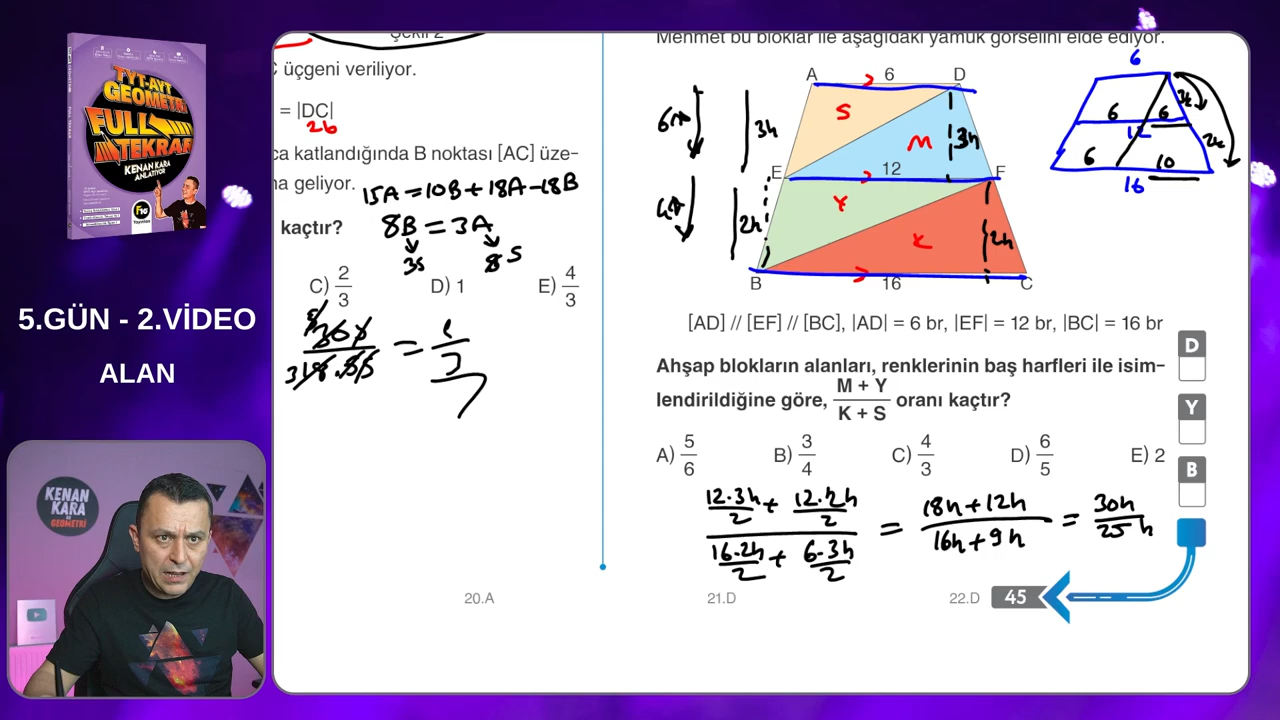 TYT-AYT
GEOMETRİ
FULL
TEKRAR
KENAN KARA
ANLATIYOR
5.GÜN - 2.VİDEO
ALAN
KENAN
KARA
GEOMETRİ
Şekil 2
C üçgeni veriliyor.
= |DC|
26
ca katlandığında B noktası [AC] üze-
na geliyor.
15A = 10B + 18A - 18B
kaçtır?
8B = 3A
3S 8S
C) 2/3 D) 1 E) 4/3
= 1/3
20.A
Mehmet bu bloklar ile aşağıdaki yamuk görselini elde ediyor.
A 6 D
S
M
3h
3h
E 12 F
Y
K
2h
2h
B 16 C
6
6 6
3h
12
2h
6 10
16
[AD] // [EF] // [BC], |AD| = 6 br, |EF| = 12 br, |BC| = 16 br
Ahşap blokların alanları, renklerinin baş harfleri ile isim-
lendirildiğine göre, M + Y / K + S oranı kaçtır?
A) 5/6 B) 3/4 C) 4/3 D) 6/5 E) 2
12.3h/2 + 12.2h/2 = 18h+12h = 30h
16.2h/2 + 6.3h/2 16h+9h 25h
21.D 22.D 45
D
Y
B